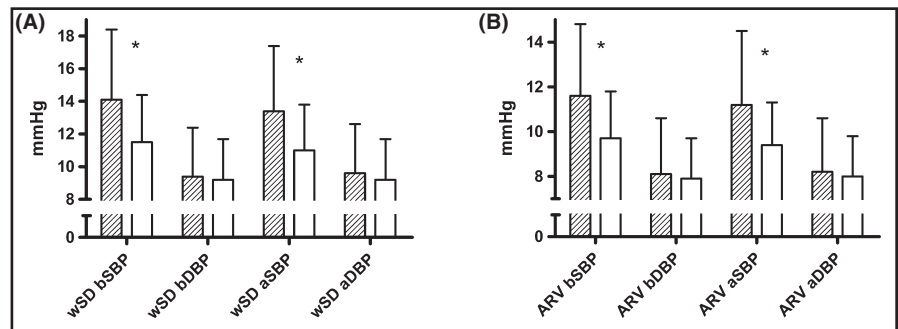 (A)
mmHg
18
16
14
12
10
8
0
*
*
wSD bSBP
wSD bDBP
wSD aSBP
wSD aDBP
(B)
mmHg
14
12
10
8
0
*
*
ARV bSBP
ARV bDBP
ARV aSBP
ARV aDBP